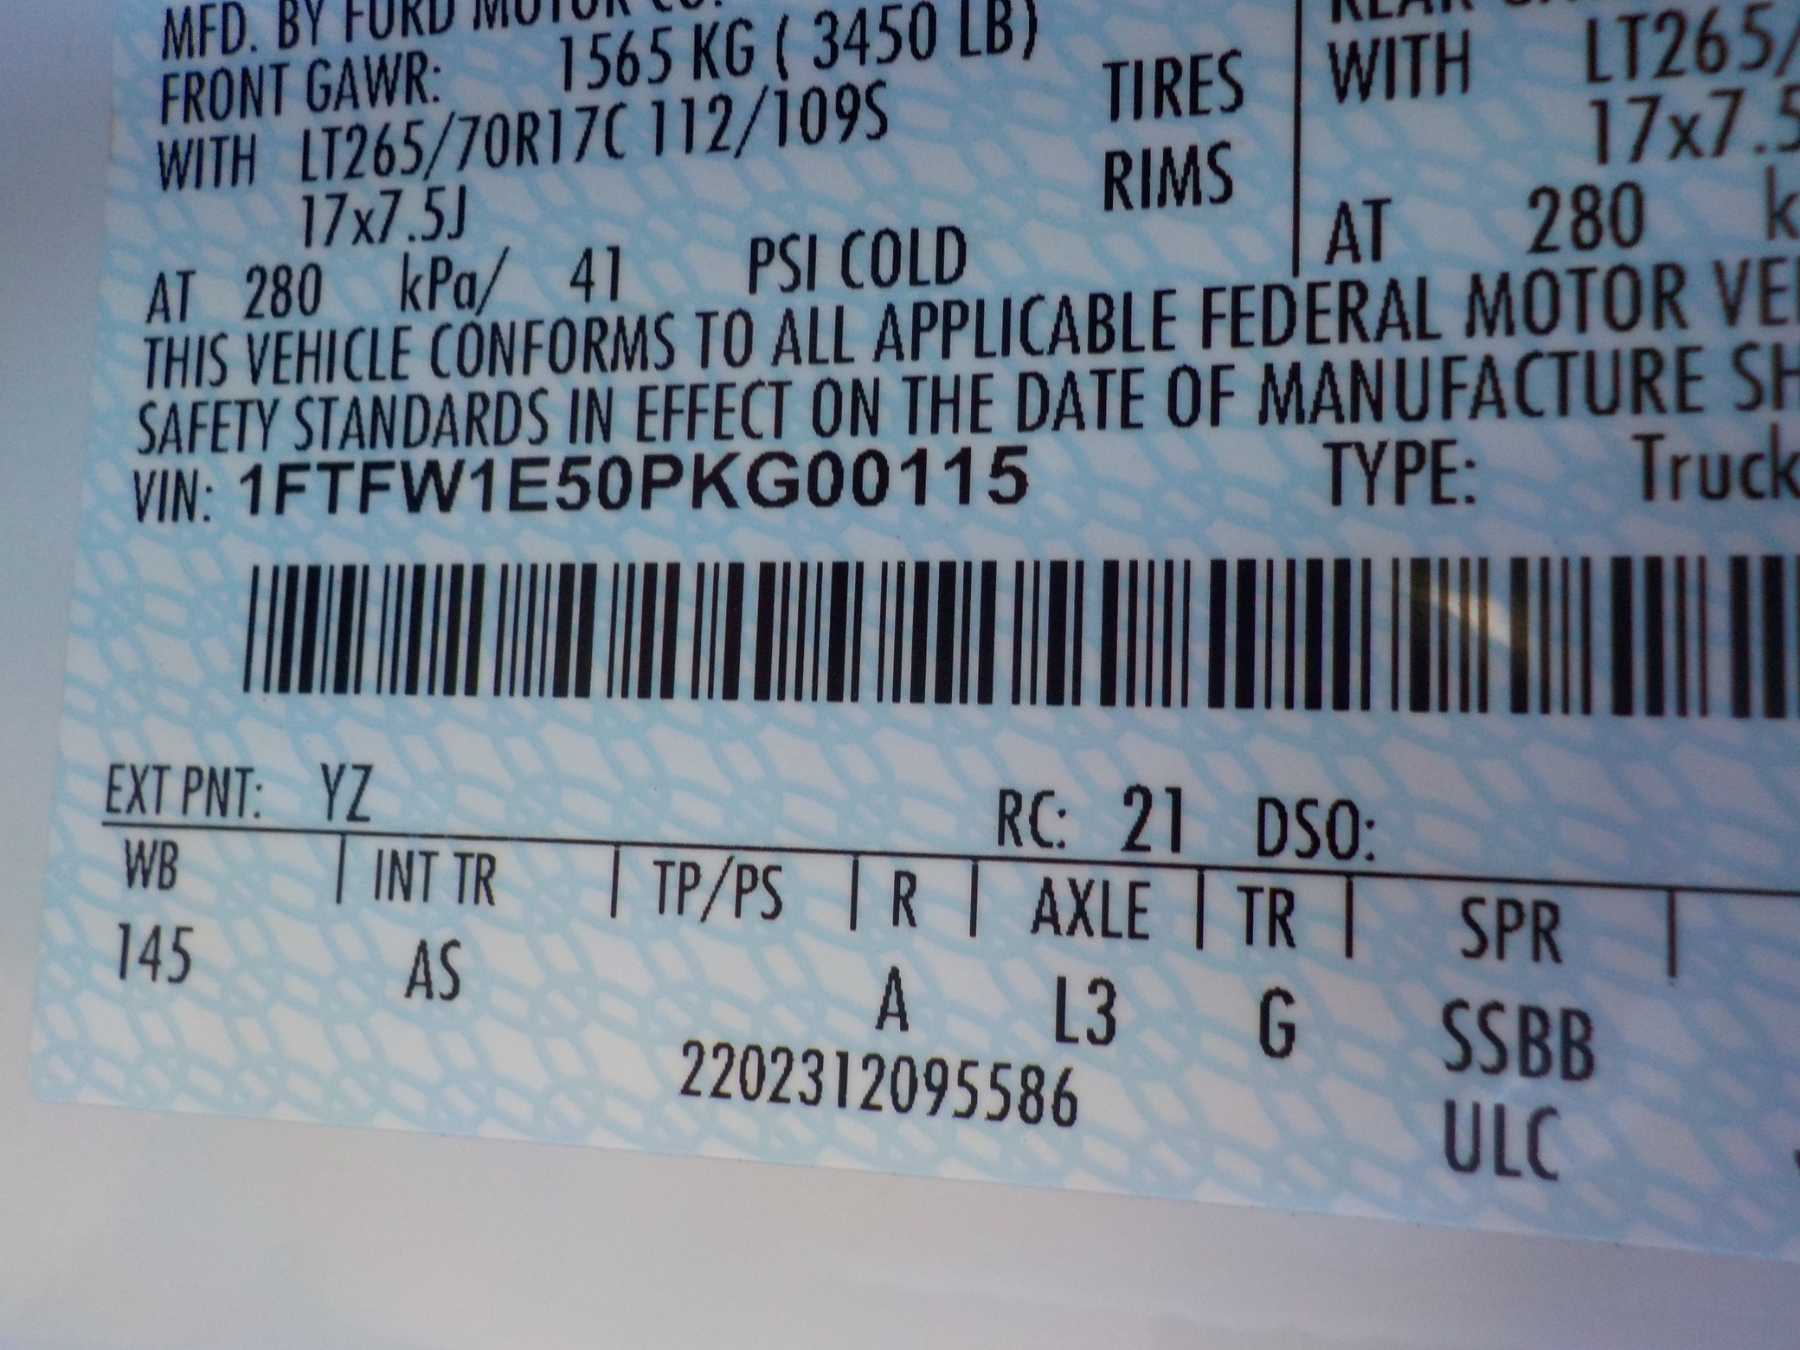 MFD. BY FORD MOTOR CO.
FRONT GAWR: 1565 KG ( 3450 LB)
WITH LT265/70R17C 112/109S TIRES
17x7.5J RIMS
AT 280 kPa/ 41 PSI COLD
REAR
WITH LT265/
17x7.5
AT 280 k
THIS VEHICLE CONFORMS TO ALL APPLICABLE FEDERAL MOTOR VE
SAFETY STANDARDS IN EFFECT ON THE DATE OF MANUFACTURE SH
VIN: 1FTFW1E50PKG00115 TYPE: Truck
EXT PNT: YZ RC: 21 DSO:
WB INT TR TP/PS R AXLE TR SPR
145 AS A L3 G SSBB
2202312095586 ULC